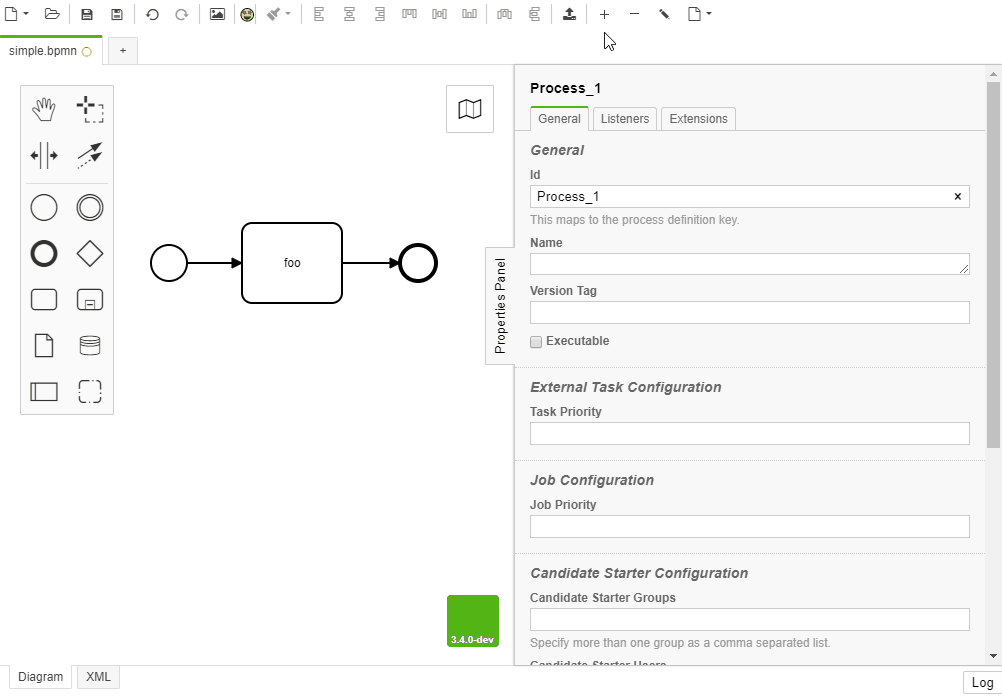 simple.bpmn
+
foo
3.4.0-dev
Properties Panel
Process_1
General Listeners Extensions
General
Id
Process_1
This maps to the process definition key.
Name
Version Tag
Executable
External Task Configuration
Task Priority
Job Configuration
Job Priority
Candidate Starter Configuration
Candidate Starter Groups
Specify more than one group as a comma separated list.
Candidate Starter Users
Diagram XML
Log